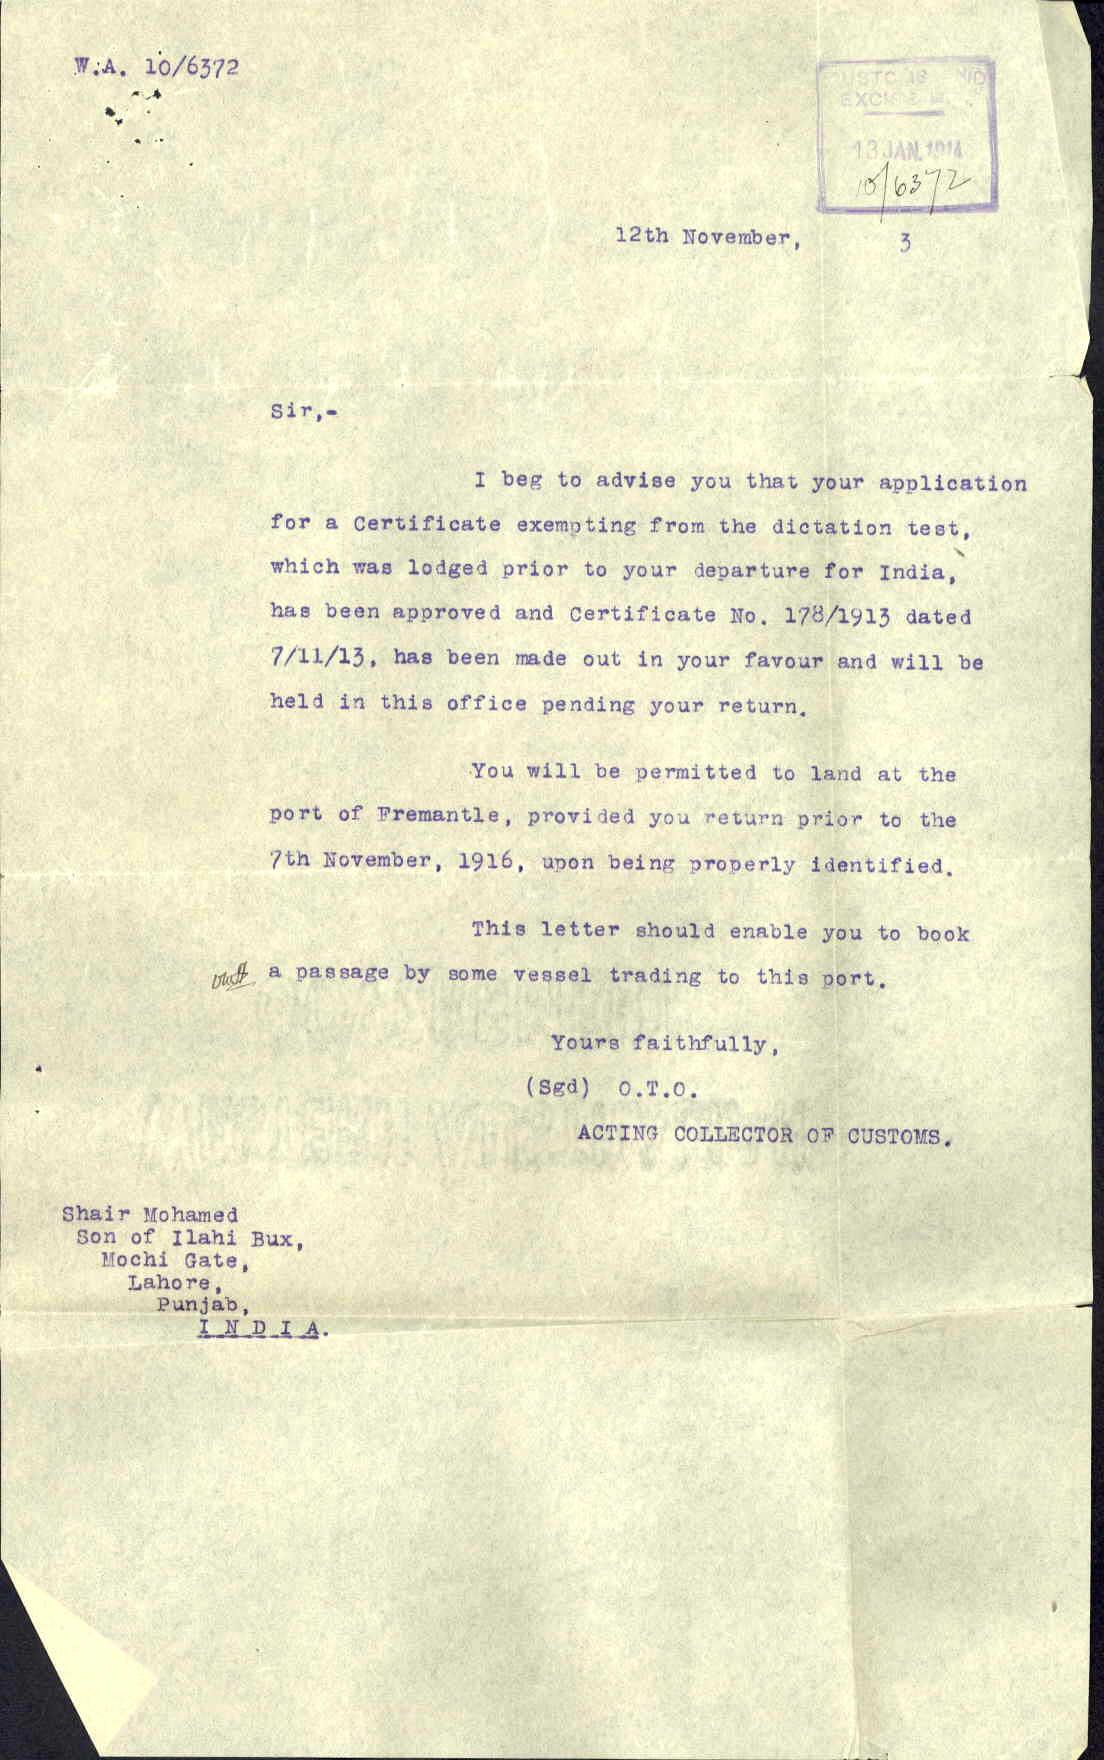 W.A. 10/6372
CUSTOMS AND
EXCISE
13 JAN. 1914
10/6372
12th November, 3
Sir,-
I beg to advise you that your application
for a Certificate exempting from the dictation test,
which was lodged prior to your departure for India,
has been approved and Certificate No. 178/1913 dated
7/11/13, has been made out in your favour and will be
held in this office pending your return.
You will be permitted to land at the
port of Fremantle, provided you return prior to the
7th November, 1916, upon being properly identified.
This letter should enable you to book
a passage by some vessel trading to this port.
Yours faithfully,
(Sgd) O.T.O.
ACTING COLLECTOR OF CUSTOMS.
Shair Mohamed
Son of Ilahi Bux,
Mochi Gate,
Lahore,
Punjab,
I N D I A.